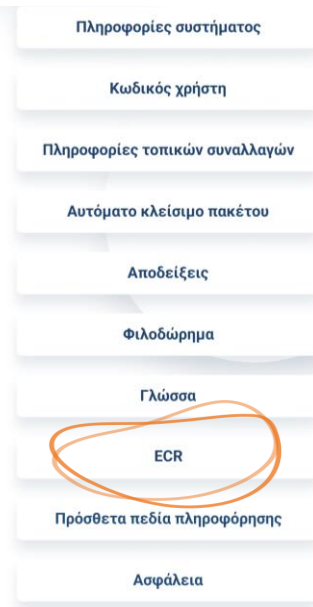 Πληροφορίες συστήματος
Κωδικός χρήστη
Πληροφορίες τοπικών συναλλαγών
Αυτόματο κλείσιμο πακέτου
Αποδείξεις
Φιλοδώρημα
Γλώσσα
ECR
Πρόσθετα πεδία πληροφόρησης
Ασφάλεια